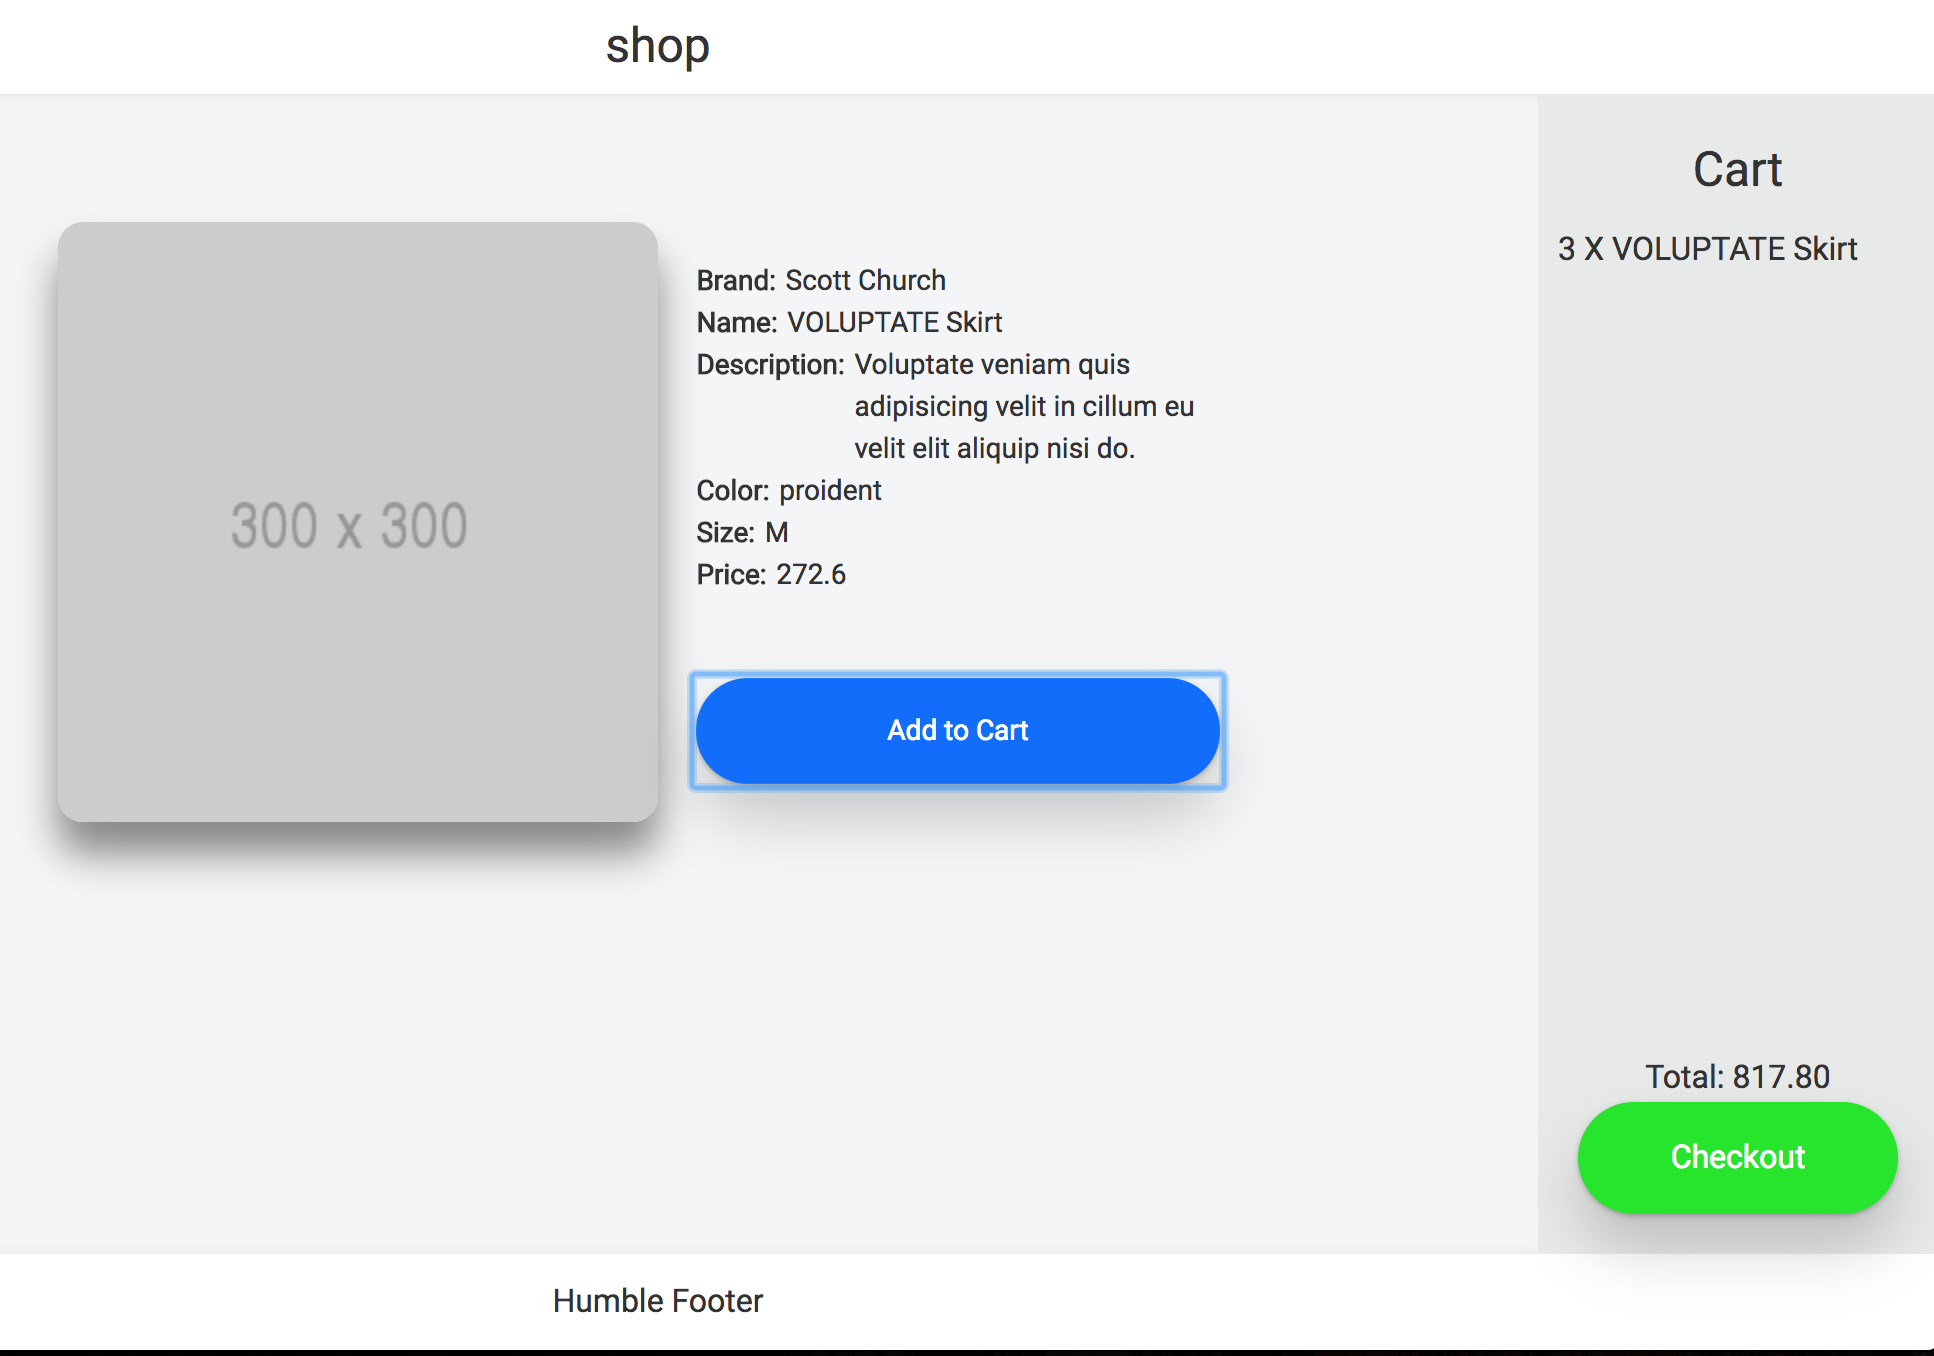 shop
300 x 300
Brand: Scott Church
Name: VOLUPTATE Skirt
Description: Voluptate veniam quis
adipisicing velit in cillum eu
velit elit aliquip nisi do.
Color: proident
Size: M
Price: 272.6
Add to Cart
Cart
3 X VOLUPTATE Skirt
Total: 817.80
Checkout
Humble Footer